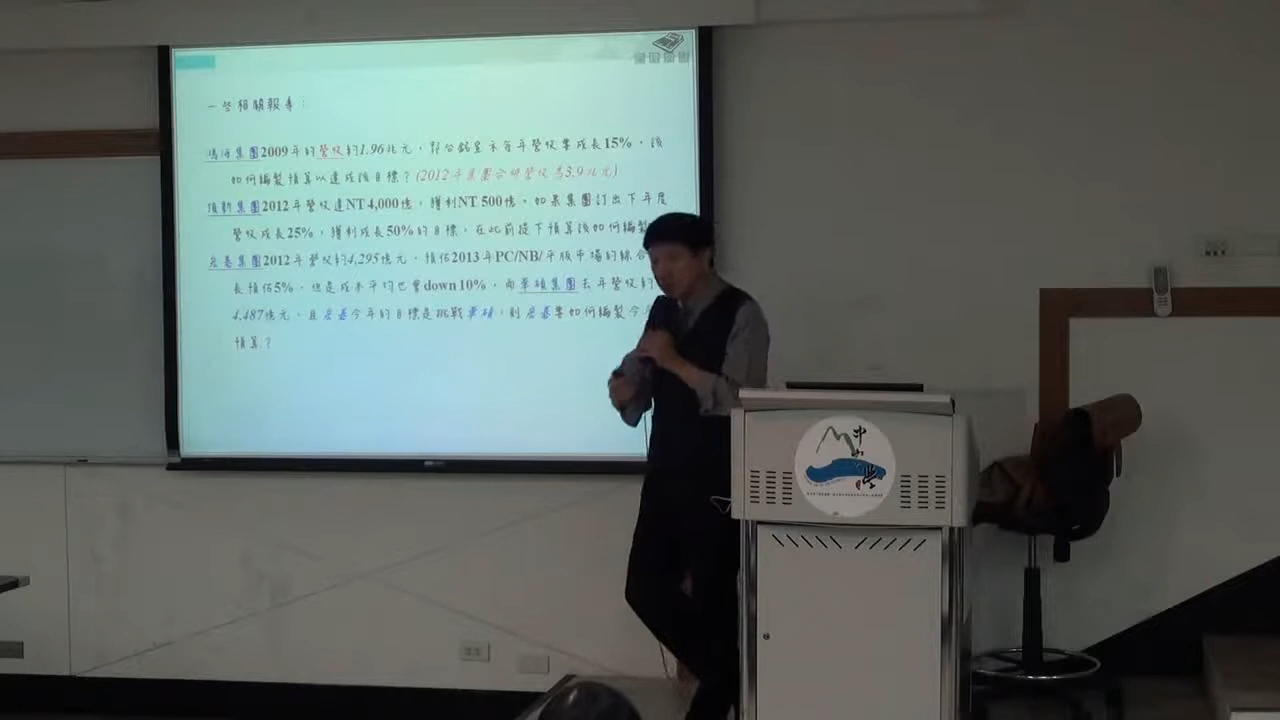 一些相關報導：
鴻海集團2009年的營收約1.96兆元，郭台銘宣示每年營收要成長15%，該
如何編製預算以達成該目標？(2012年集團合併營收為3.9兆元)
頂新集團2012年營收達NT 4,000億，獲利NT 500億，如果集團訂出下年度
營收成長25%，獲利成長50%的目標，在此前提下預算該如何編製
宏碁集團2012年營收約4,295億元，預估2013年PC/NB/平板市場的綜合
長預估5%，但是成本平均也會down 10%，而華碩集團去年營收約
4,487億元，且宏碁今年的目標是挑戰華碩，則宏碁要如何編製今
預算？
中山